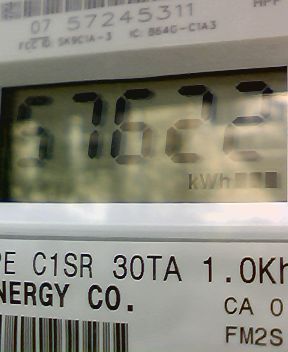 07 57245311
FCC ID: SK9C1A-3 IC: 864G-C1A3
57622
kWh
PE C1SR 30TA 1.0Kh
NERGY CO.
CA 0
FM2S